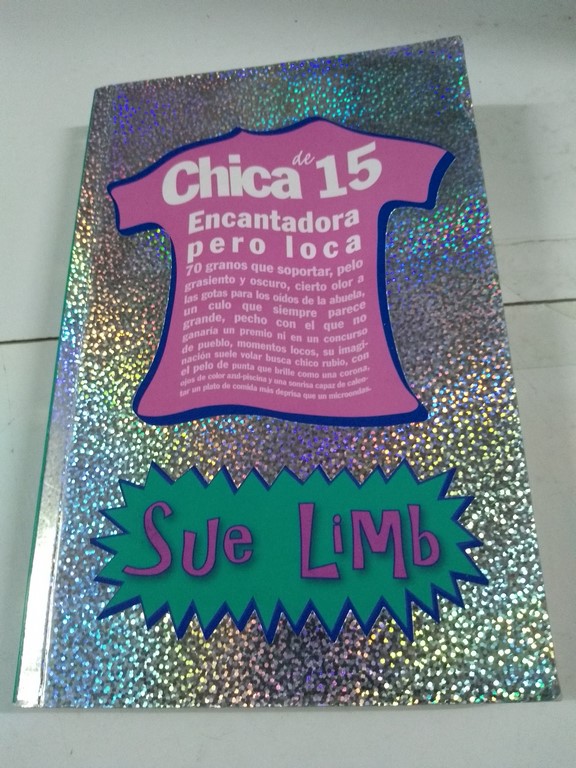 Chica de 15
Encantadora
pero loca
70 granos que soportar, pelo
grasiento y oscuro, cierto olor a
las gotas para los oídos de la abuela,
un culo que siempre parece
grande, pecho con el que no
ganaría un premio ni en un concurso
de pueblo, momentos locos, su imagi-
nación suele volar busca chico rubio, con
el pelo de punta que brille como una corona,
ojos de color azul-piscina y una sonrisa capaz de calen-
tar un plato de comida más deprisa que un microondas.
Sue Limb